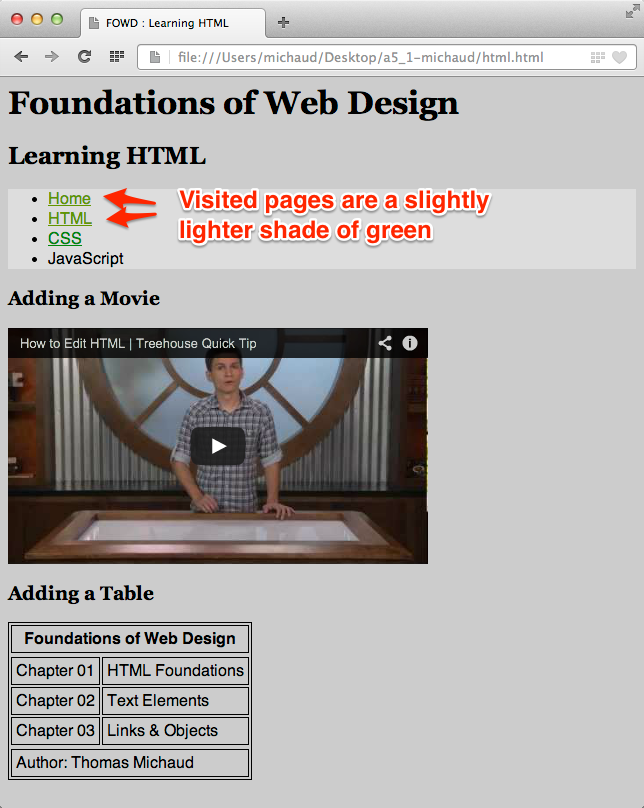 FOWD : Learning HTML
file:///Users/michaud/Desktop/a5_1-michaud/html.html
Foundations of Web Design
Learning HTML
Home
HTML
CSS
JavaScript
Visited pages are a slightly
lighter shade of green
Adding a Movie
How to Edit HTML | Treehouse Quick Tip
Adding a Table
Foundations of Web Design
Chapter 01 HTML Foundations
Chapter 02 Text Elements
Chapter 03 Links & Objects
Author: Thomas Michaud